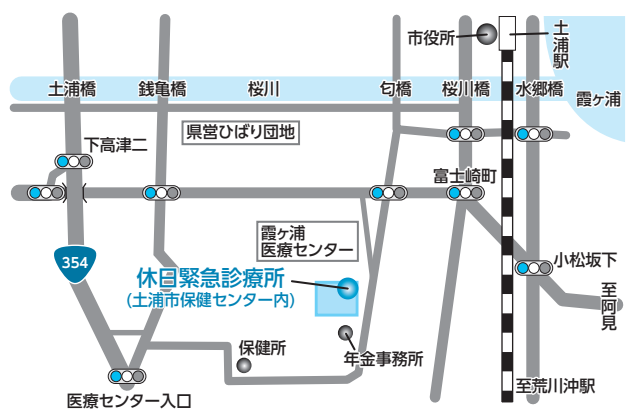 市役所
土浦駅
土浦橋
銭亀橋
桜川
匂橋
桜川橋
水郷橋
霞ヶ浦
県営ひばり団地
下高津二
富士崎町
霞ヶ浦
医療センター
354
休日緊急診療所
(土浦市保健センター内)
小松坂下
至阿見
保健所
年金事務所
至荒川沖駅
医療センター入口